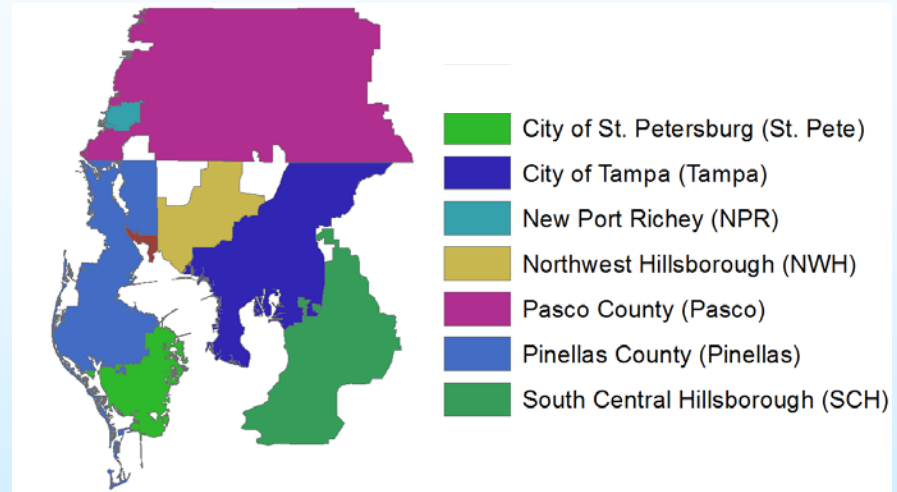 City of St. Petersburg (St. Pete)
City of Tampa (Tampa)
New Port Richey (NPR)
Northwest Hillsborough (NWH)
Pasco County (Pasco)
Pinellas County (Pinellas)
South Central Hillsborough (SCH)